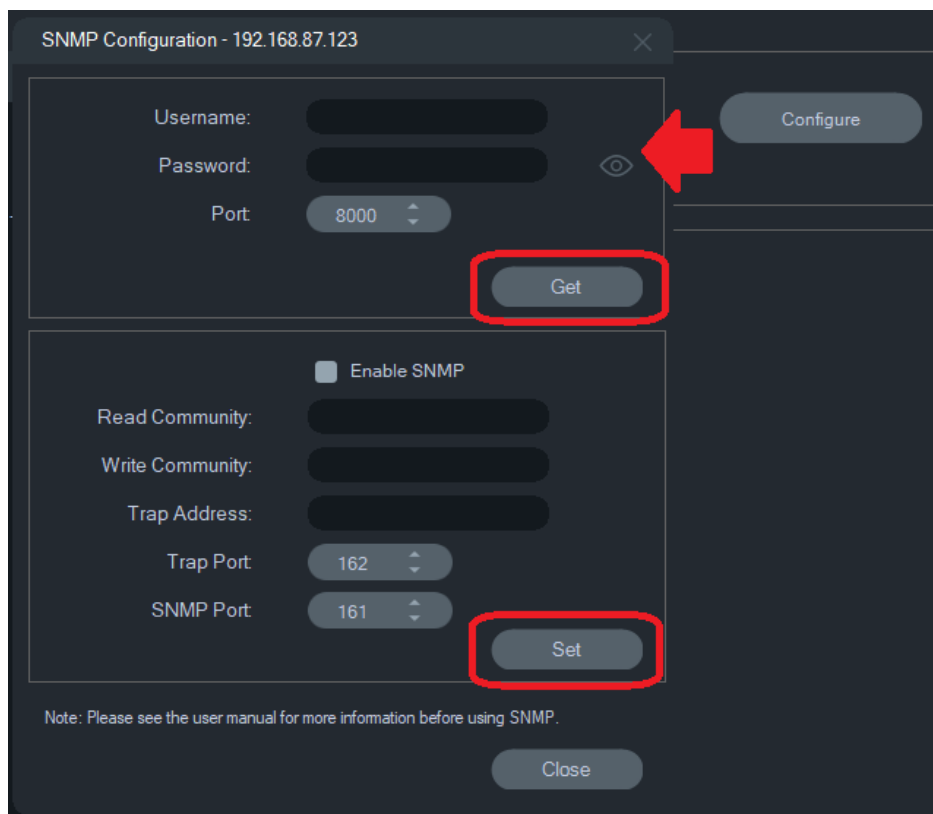 SNMP Configuration - 192.168.87.123
Username:
Configure
Password:
Port:
8000
Get
Enable SNMP
Read Community:
Write Community:
Trap Address:
Trap Port:
162
SNMP Port:
161
Set
Note: Please see the user manual for more information before using SNMP.
Close